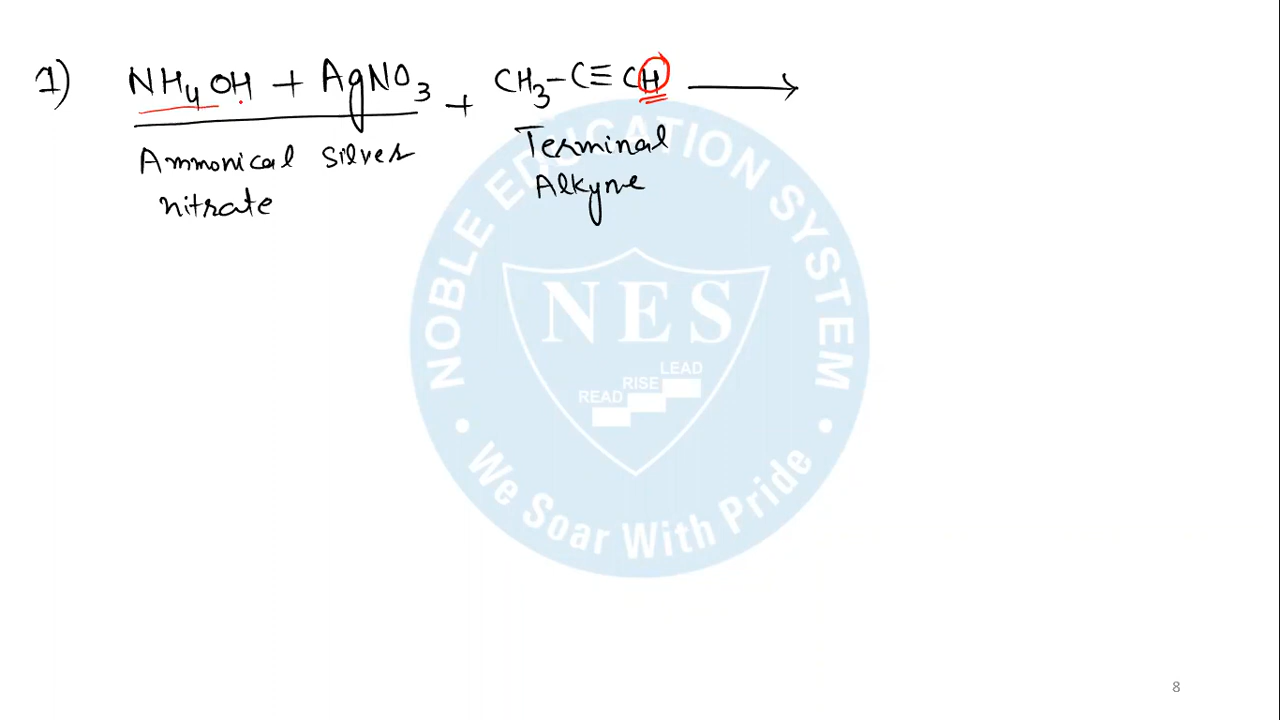 1) NH4OH + AgNO3 + CH3-C≡CH ⟶
Ammonical Silver
nitrate
Terminal
Alkyne
NOBLE EDUCATION SYSTEM
NES
LEAD
RISE
READ
• We Soar With Pride •
8